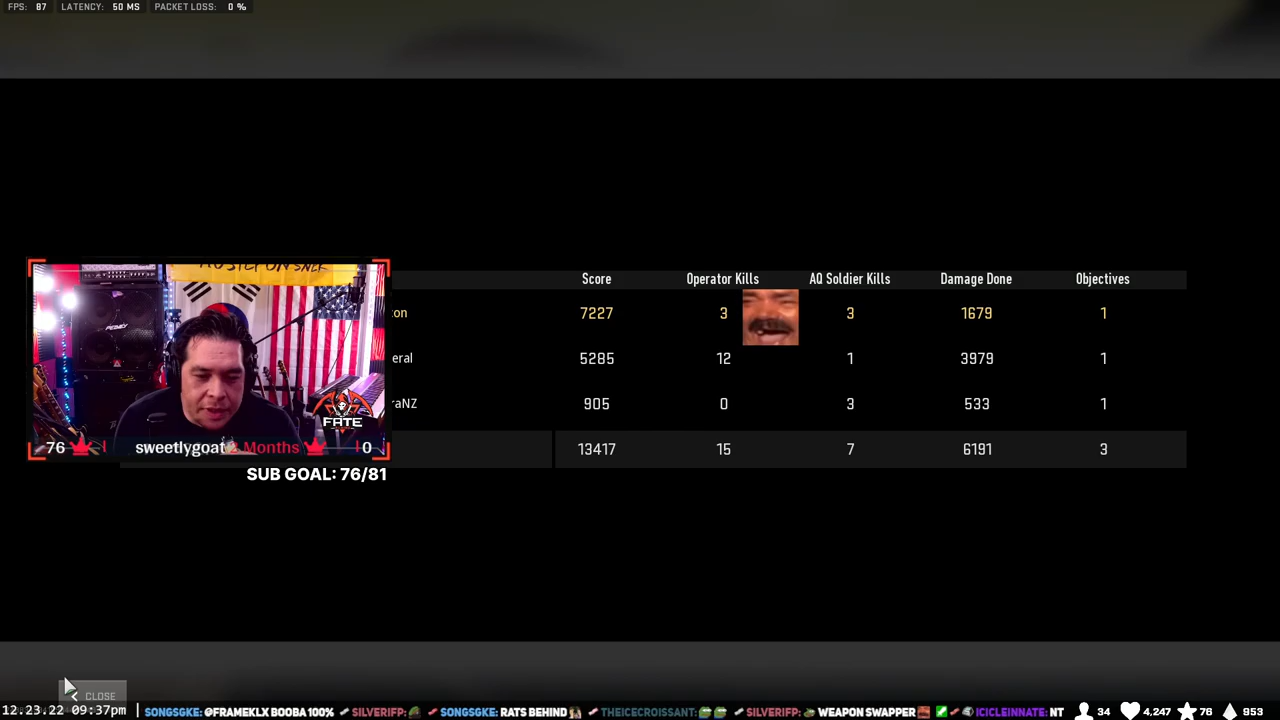 FPS: 87 LATENCY: 50 MS PACKET LOSS: 0 %
Score Operator Kills AQ Soldier Kills Damage Done Objectives
ton 7227 3 3 1679 1
eral 5285 12 1 3979 1
raNZ 905 0 3 533 1
13417 15 7 6191 3
PEAVEY
FATE
76 sweetlygoat Months 0
SUB GOAL: 76/81
CLOSE
12.23.22 09:37pm SONGSGKE: @FRAMEKLX BOOBA 100% SILVERIFP: SONGSGKE: RATS BEHIND THEICECROISSANT: SILVERIFP: WEAPON SWAPPER ICICLEINNATE: NT 34 4,247 76 953